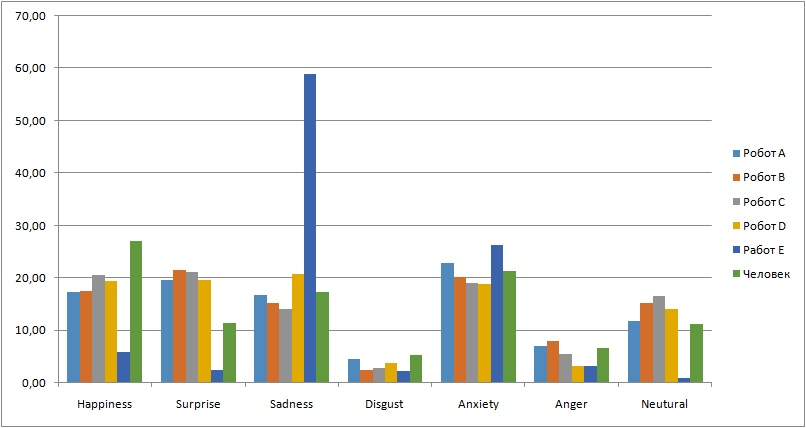 70,00
60,00
50,00
40,00
30,00
20,00
10,00
0,00
Happiness Surprise Sadness Disgust Anxiety Anger Neutural
Робот A
Робот B
Робот C
Робот D
Работ E
Человек